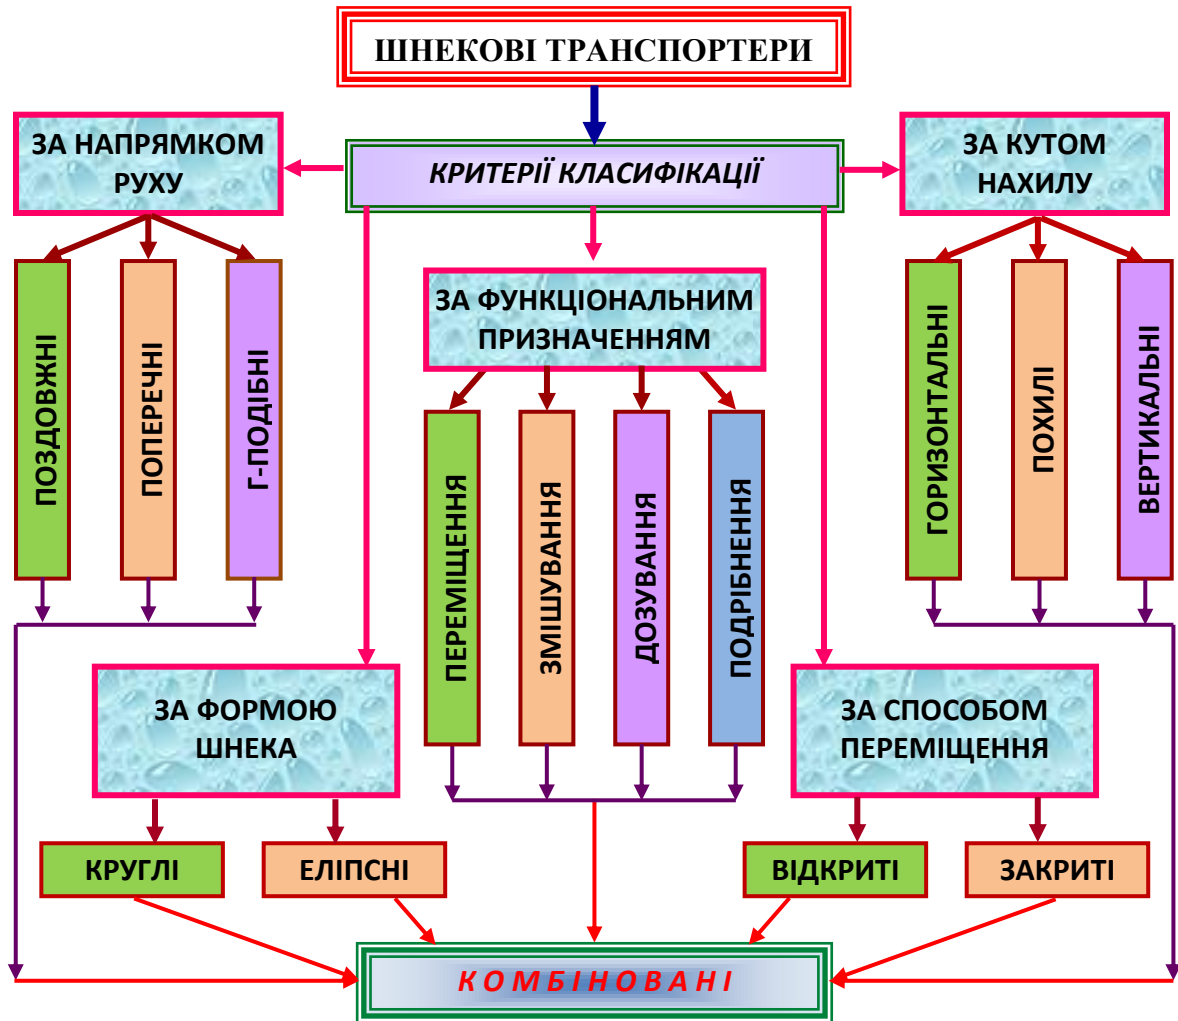 ШНЕКОВІ ТРАНСПОРТЕРИ
КРИТЕРІЇ КЛАСИФІКАЦІЇ
ЗА НАПРЯМКОМ
РУХУ
ПОЗДОВЖНІ
ПОПЕРЕЧНІ
Г-ПОДІБНІ
ЗА ФУНКЦІОНАЛЬНИМ
ПРИЗНАЧЕННЯМ
ПЕРЕМІЩЕННЯ
ЗМІШУВАННЯ
ДОЗУВАННЯ
ПОДРІБНЕННЯ
ЗА КУТОМ
НАХИЛУ
ГОРИЗОНТАЛЬНІ
ПОХИЛІ
ВЕРТИКАЛЬНІ
ЗА ФОРМОЮ
ШНЕКА
КРУГЛІ
ЕЛІПСНІ
ЗА СПОСОБОМ
ПЕРЕМІЩЕННЯ
ВІДКРИТІ
ЗАКРИТІ
КОМБІНОВАНІ